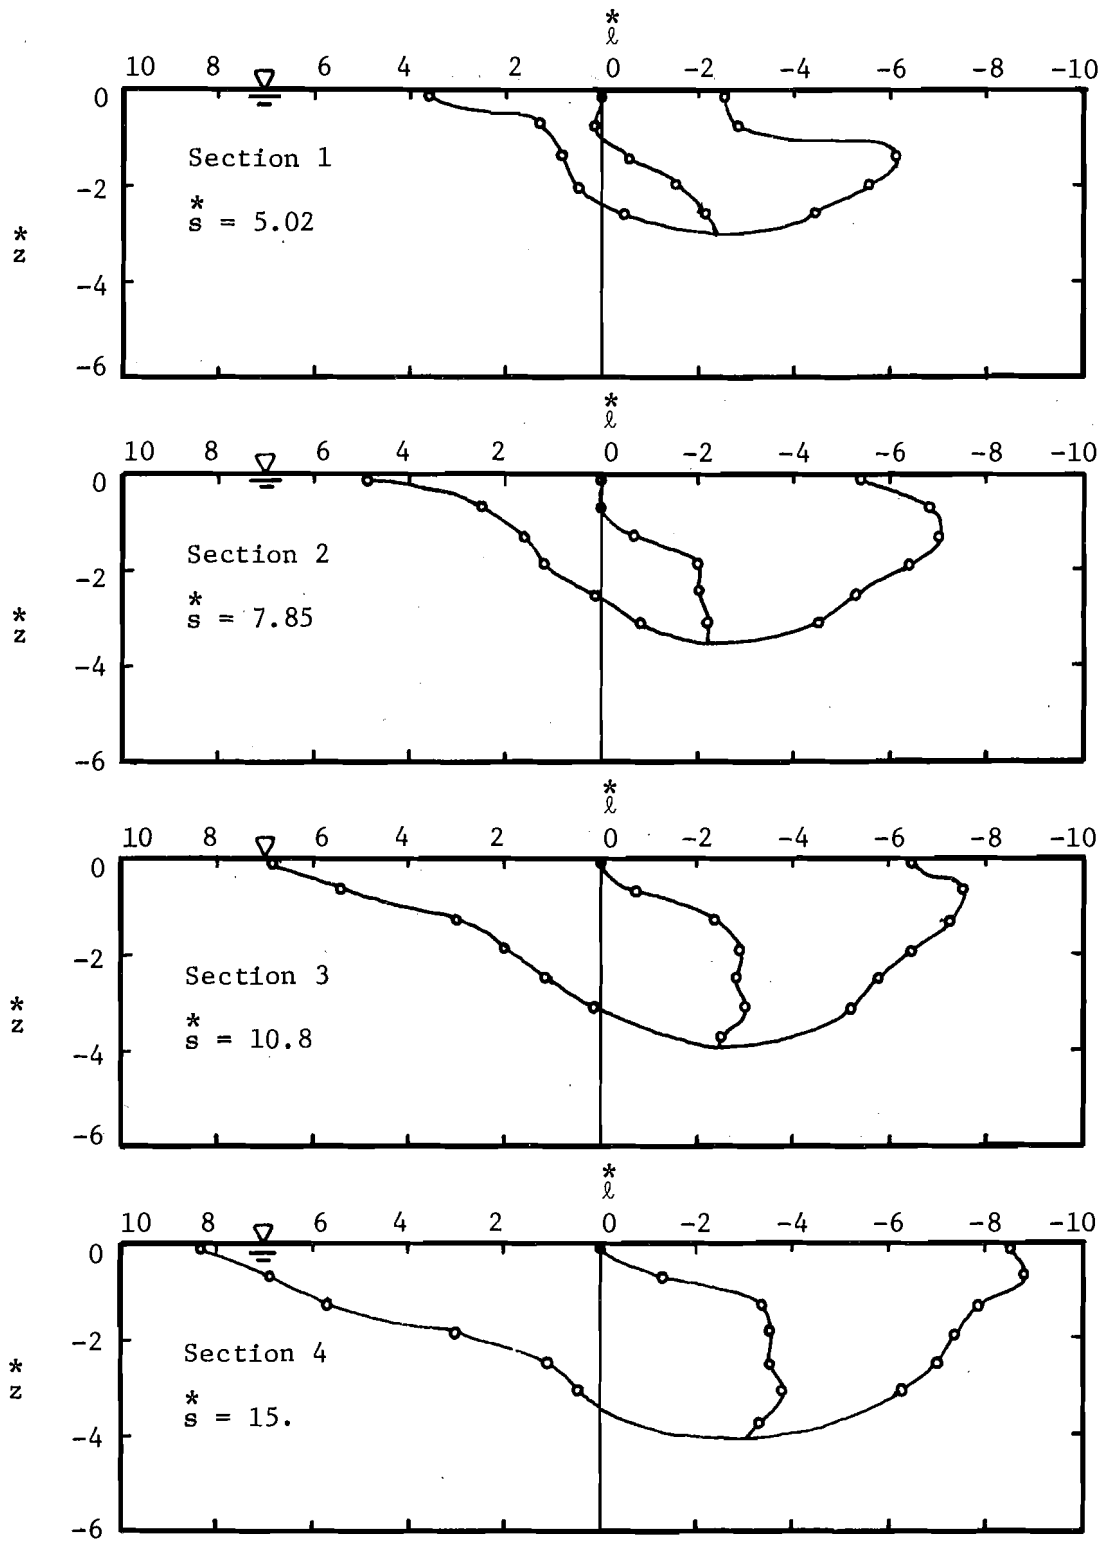 *
ℓ
10 8 6 4 2 0 -2 -4 -6 -8 -10
0
Section 1
-2
*
s = 5.02
*
z
-4
-6
*
ℓ
10 8 6 4 2 0 -2 -4 -6 -8 -10
0
Section 2
-2
*
s = 7.85
*
z
-4
-6
*
ℓ
10 8 6 4 2 0 -2 -4 -6 -8 -10
0
-2
Section 3
*
z
*
s = 10.8
-4
-6
*
ℓ
10 8 6 4 2 0 -2 -4 -6 -8 -10
0
-2
Section 4
*
z
*
s = 15.
-4
-6